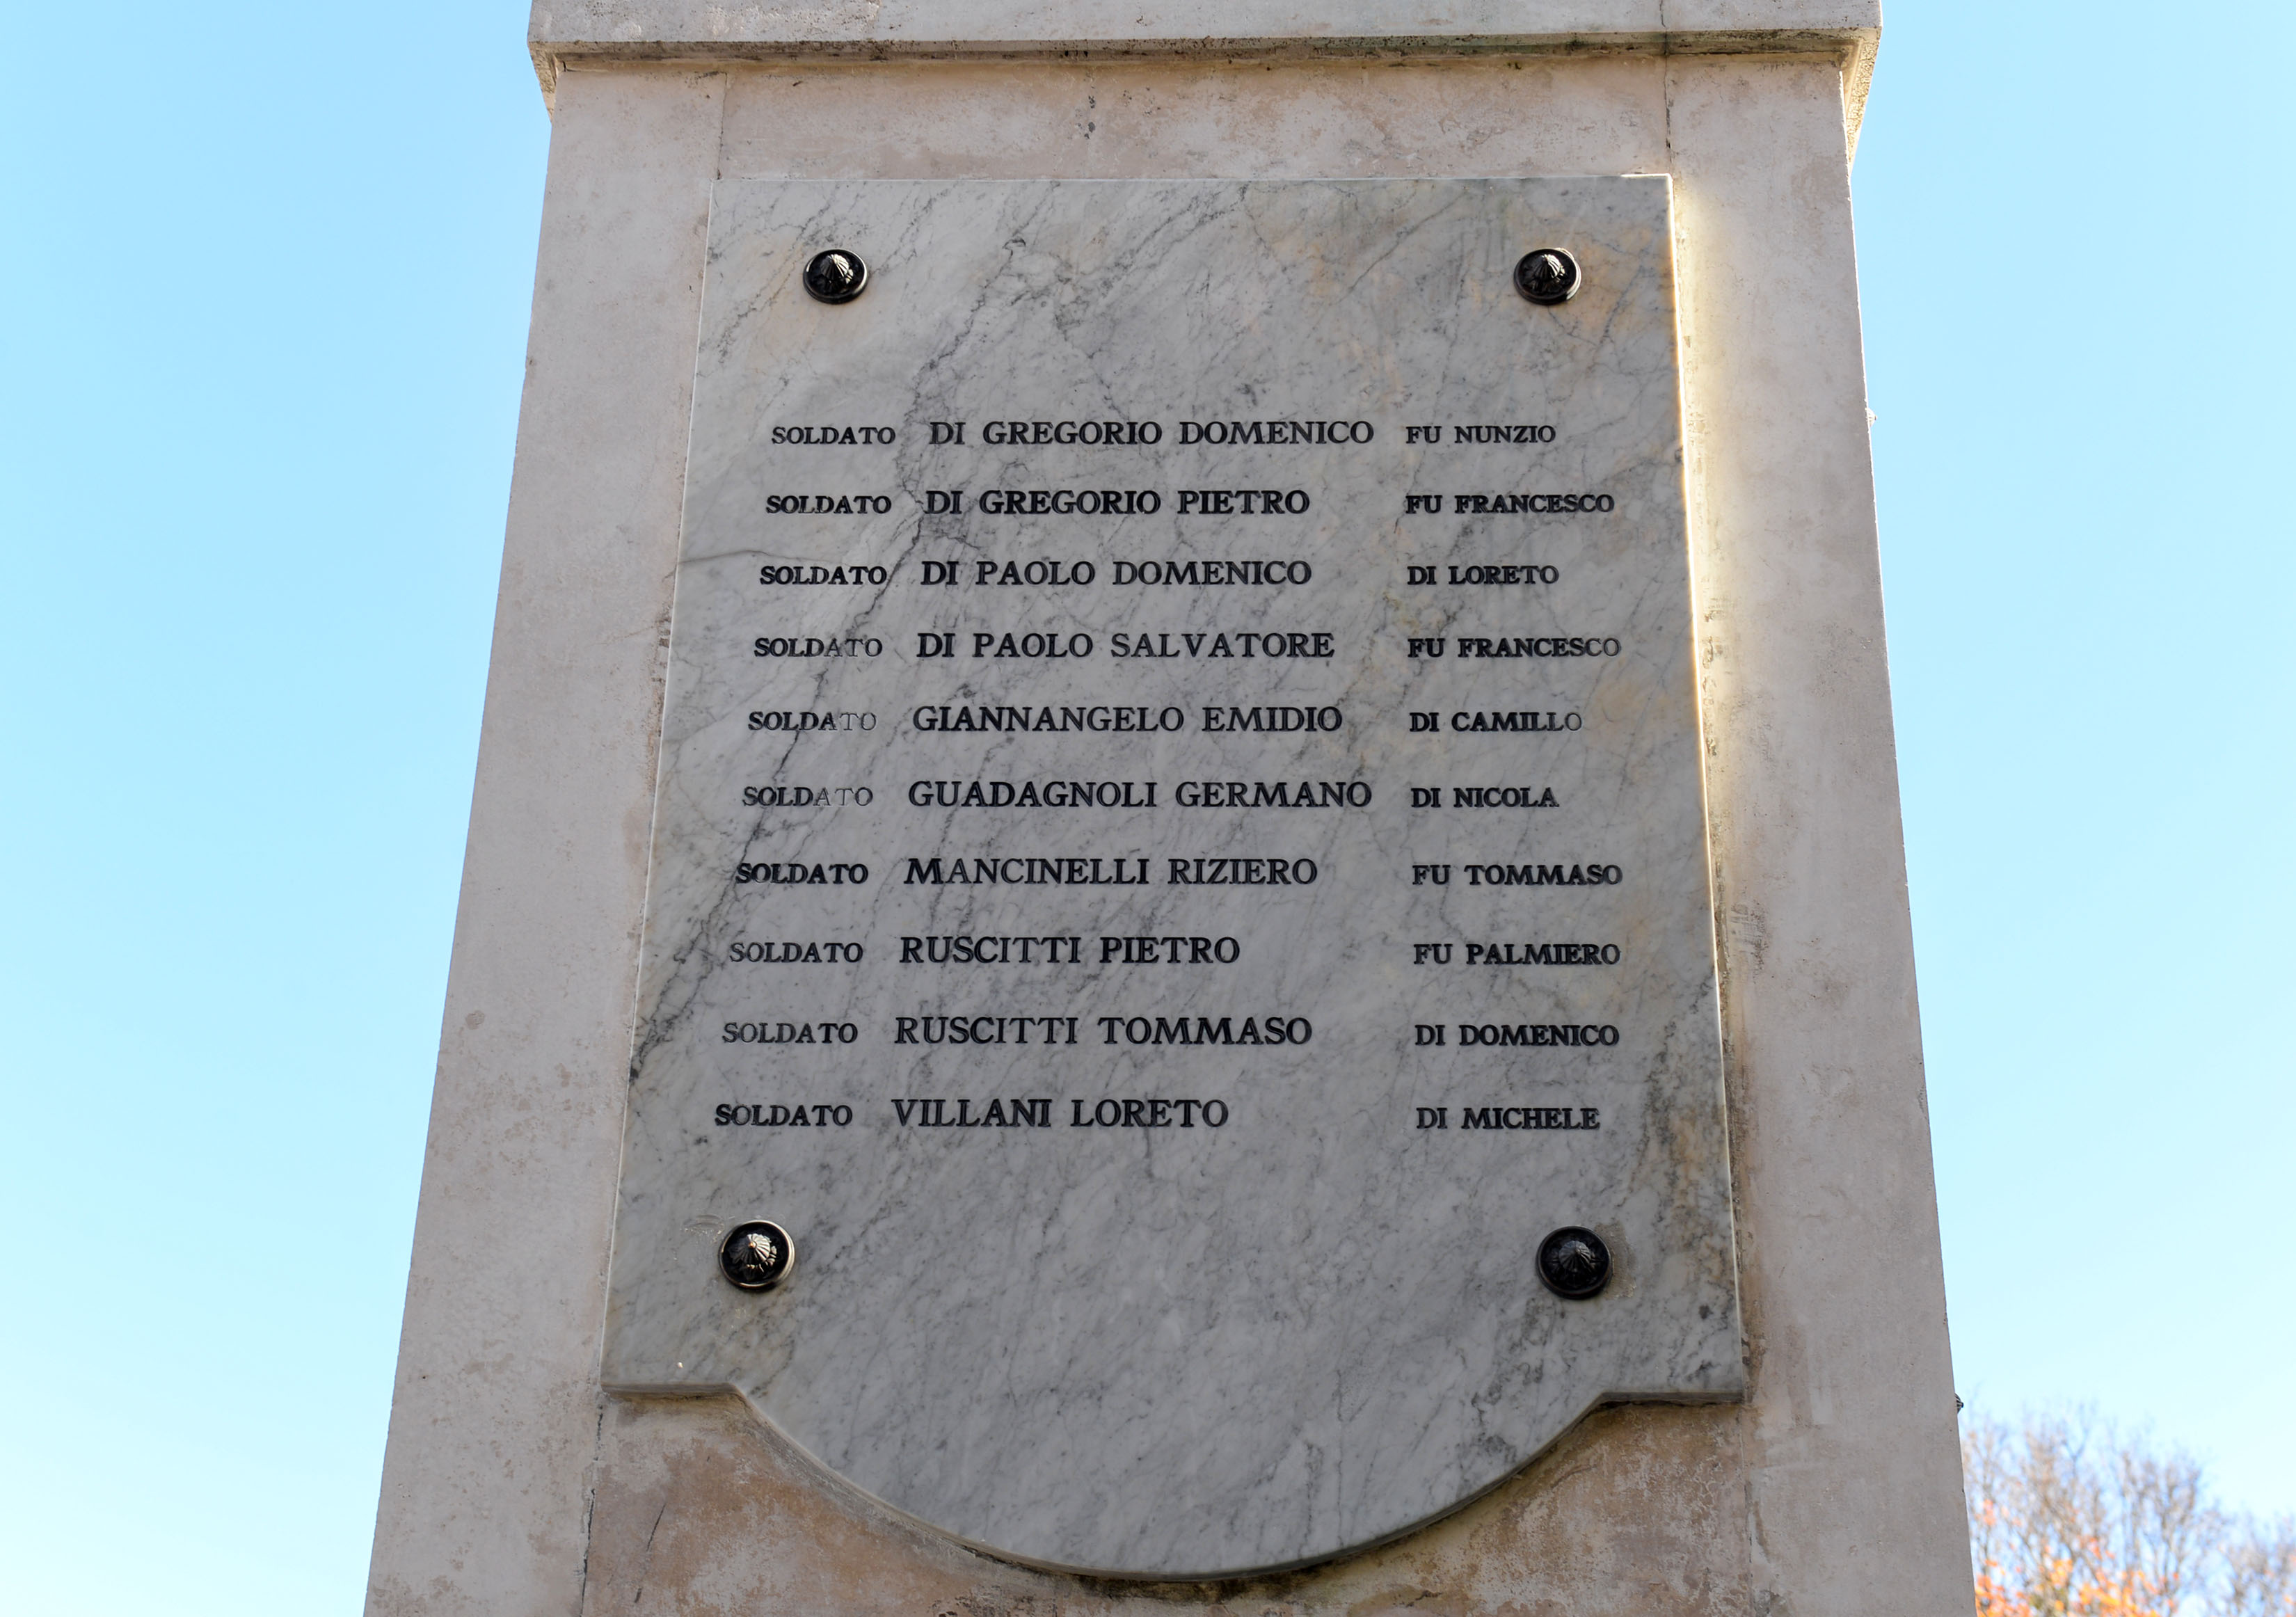 SOLDATO DI GREGORIO DOMENICO FU NUNZIO
SOLDATO DI GREGORIO PIETRO FU FRANCESCO
SOLDATO DI PAOLO DOMENICO DI LORETO
SOLDATO DI PAOLO SALVATORE FU FRANCESCO
SOLDATO GIANNANGELO EMIDIO DI CAMILLO
SOLDATO GUADAGNOLI GERMANO DI NICOLA
SOLDATO MANCINELLI RIZIERO FU TOMMASO
SOLDATO RUSCITTI PIETRO FU PALMIERO
SOLDATO RUSCITTI TOMMASO DI DOMENICO
SOLDATO VILLANI LORETO DI MICHELE